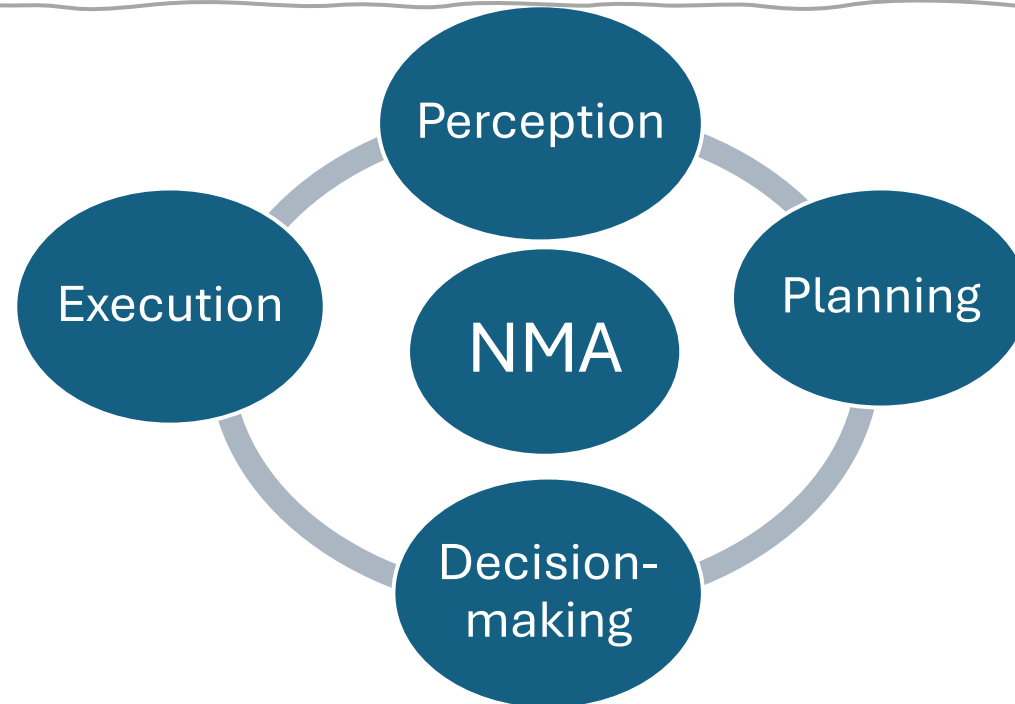 Perception
Execution
Planning
NMA
Decision-
making